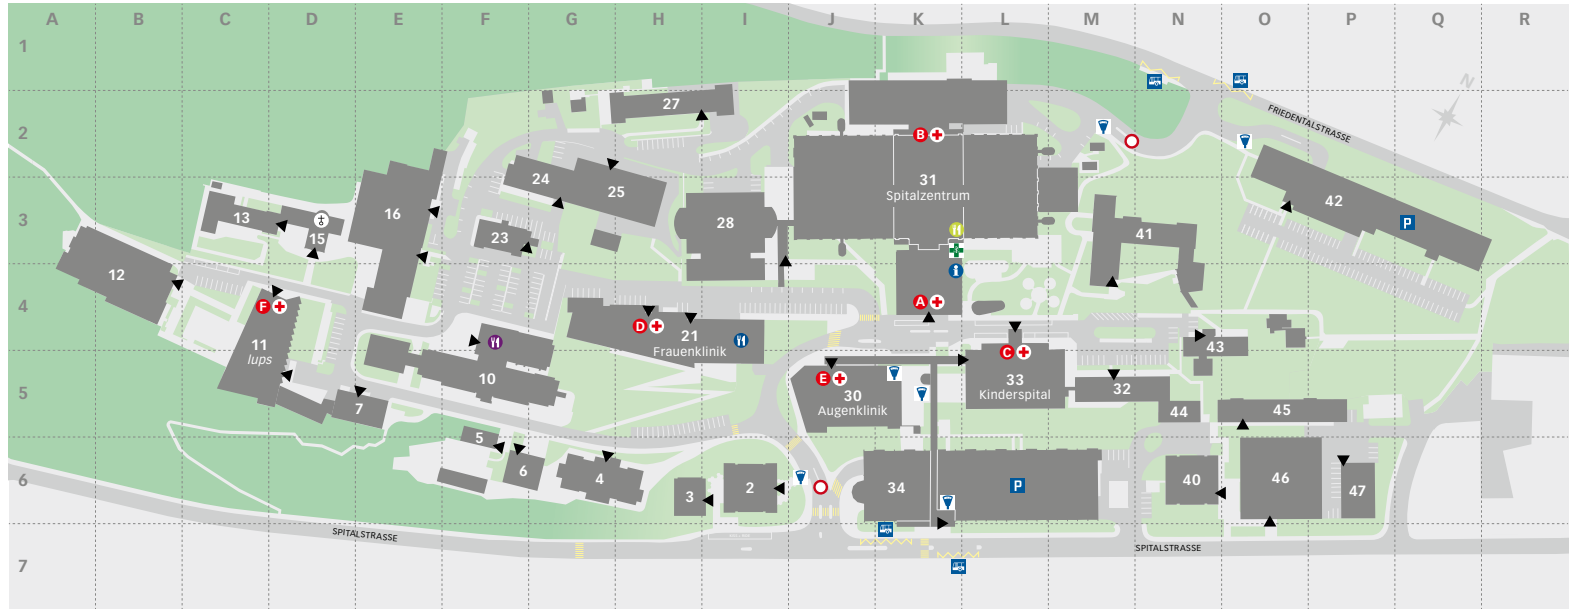 A B C D E F G H I J K L M N O P Q R
1
N
27
FRIEDENTALSTRASSE
2
B
24
25
31
Spitalzentrum
42
P
13
15
16
23
28
41
3
12
i
F
A
4
D
21
Frauenklinik
11
lups
43
C
10
E
30
Augenklinik
33
Kinderspital
32
5
7
44
45
5
6
4
3
2
34
P
40
46
47
6
SPITALSTRASSE
SPITALSTRASSE
7